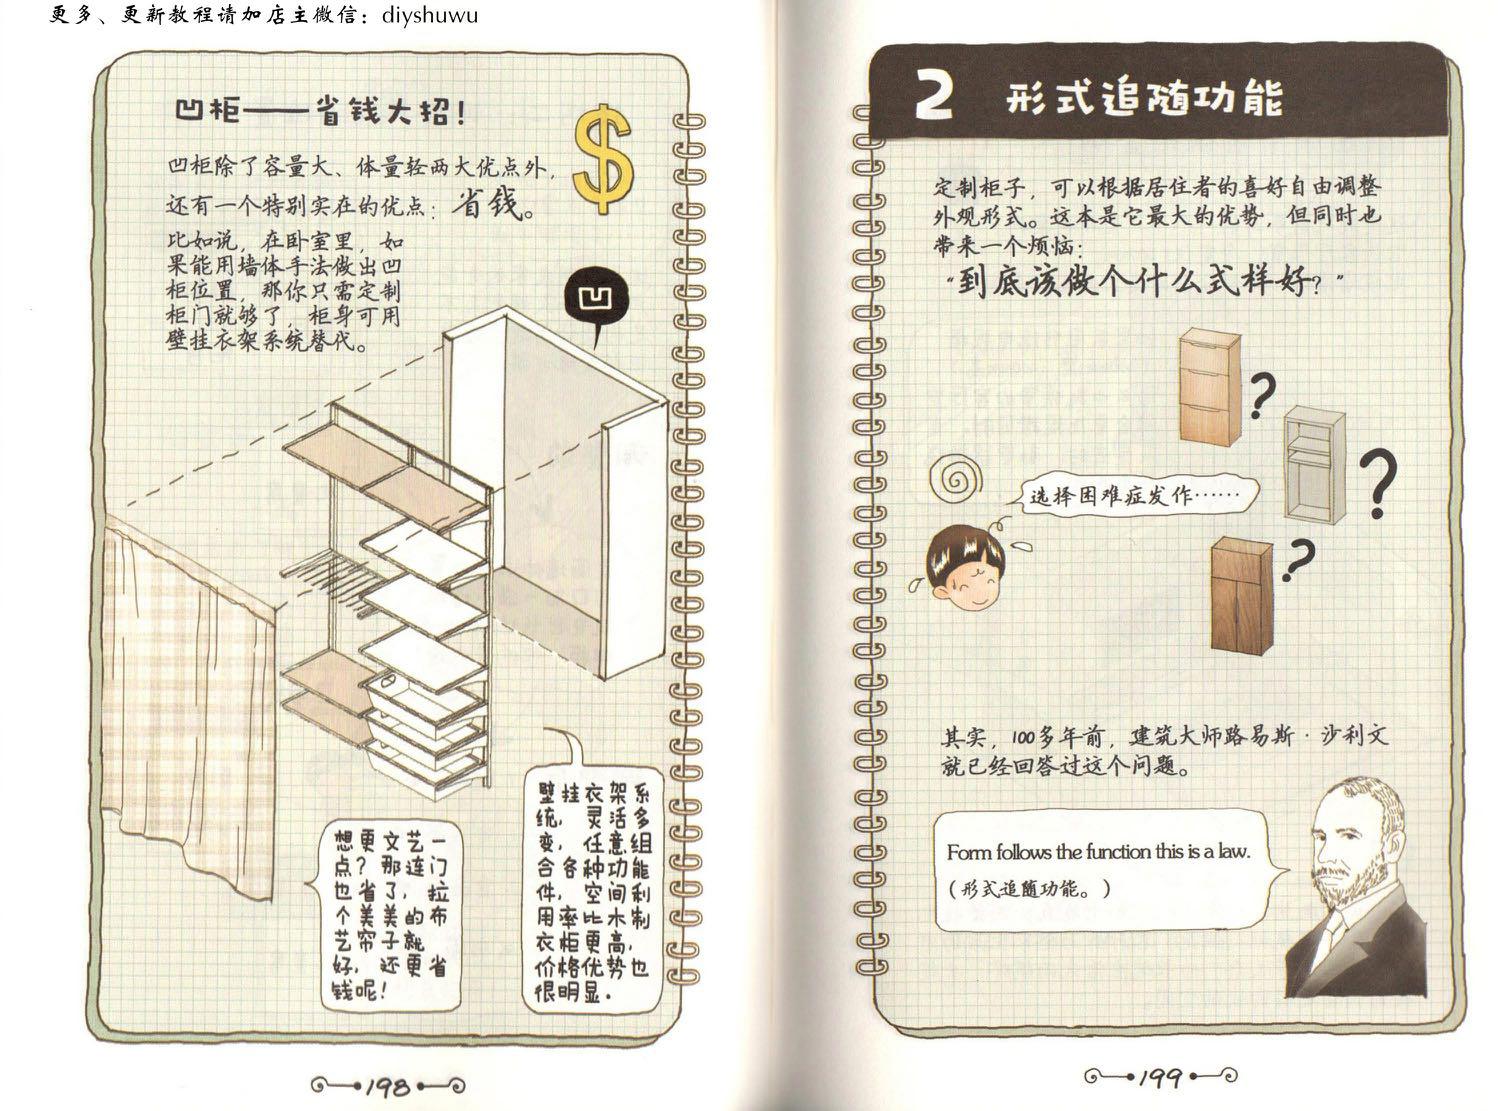 更多、更新教程请加店主微信：diyshuwu
凹柜——省钱大招！
凹柜除了容量大、体量轻两大优点外，
还有一个特别实在的优点：省钱。
比如说，在卧室里，如
果能用墙体手法做出凹
柜位置，那你只需定制
柜门就够了，柜身可用
壁挂衣架系统替代。
凹
壁挂衣架系
统，灵活多
变，任意组
合各种功能
件，空间利
用率比木制
衣柜更高，
价格优势也
很明显.
想更文艺一
点？那连门
也省了，拉
个美美的布
艺帘子就
好，还更省
钱呢！
198
2 形式追随功能
定制柜子，可以根据居住者的喜好自由调整
外观形式。这本是它最大的优势，但同时也
带来一个烦恼：
“到底该做个什么式样好？”
?
?
?
选择困难症发作……
其实，100多年前，建筑大师路易斯·沙利文
就已经回答过这个问题。
Form follows the function this is a law.
（形式追随功能。）
199